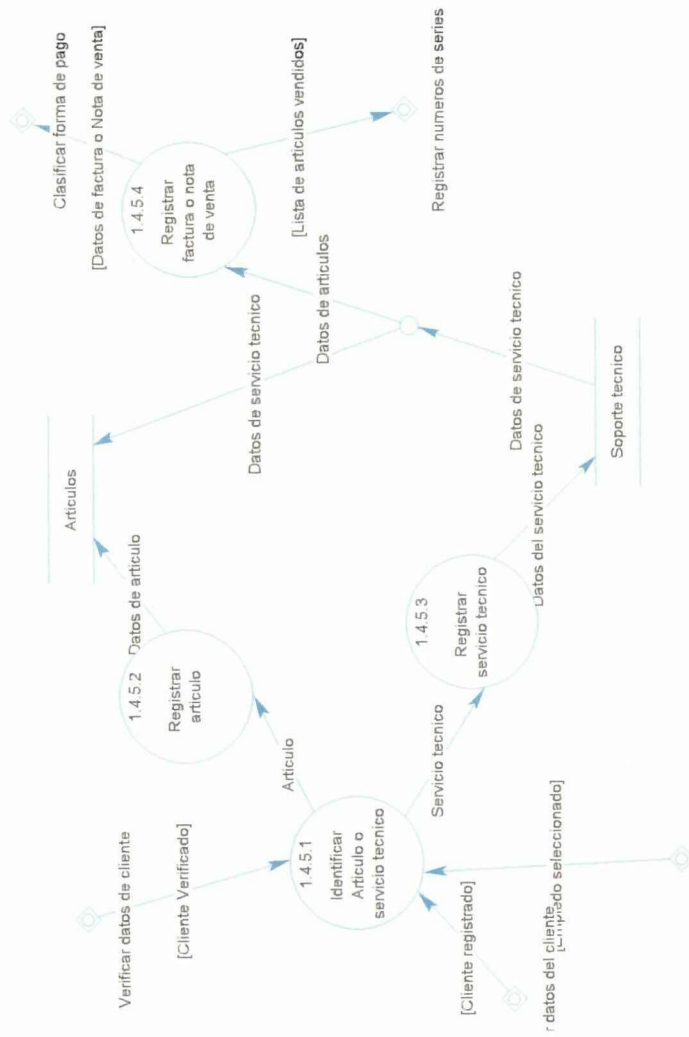 Verificar datos de cliente
[Cliente Verificado]
1.4.5.1
Identificar
Articulo o
servicio tecnico
[Cliente registrado]
r datos del cliente
seleccionado]
Articulo
1.4.5.2
Registrar
articulo
Datos de articulo
Articulos
Servicio tecnico
1.4.5.3
Registrar
servicio tecnico
Datos del servicio tecnico
Soporte tecnico
Datos de servicio tecnico
Datos de servicio tecnico
Datos de articulos
1.4.5.4
Registrar
factura o nota
de venta
Clasificar forma de pago
[Datos de factura o Nota de venta]
[Lista de articulos vendidos]
Registrar numeros de series